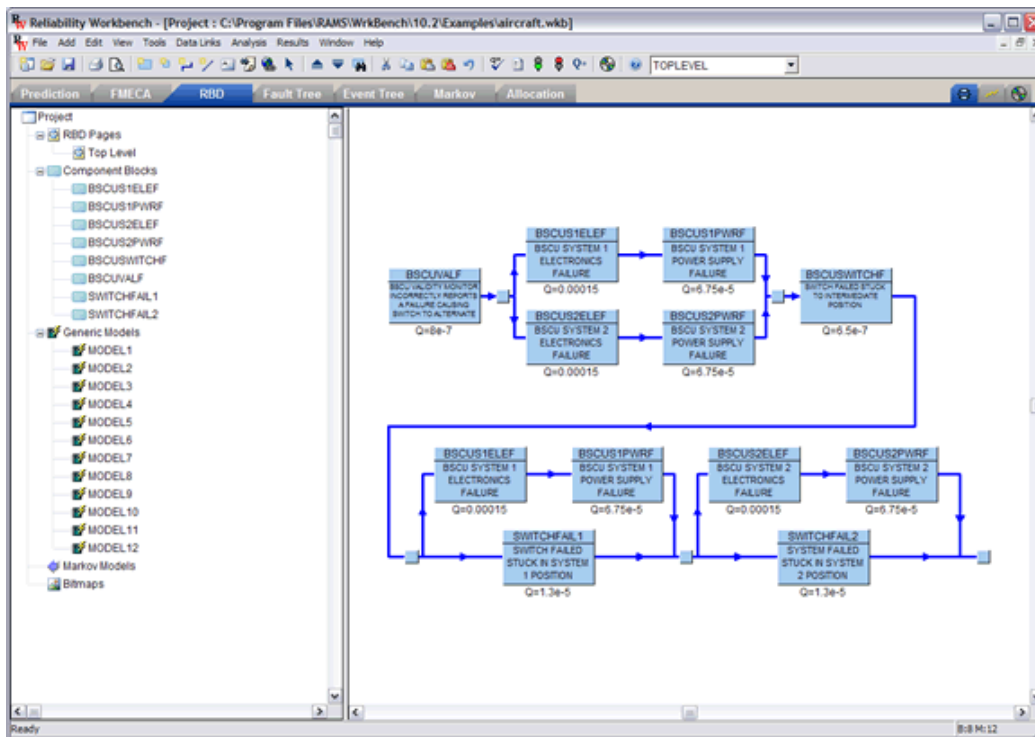 Reliability Workbench - [Project : C:\Program Files\RAMS\WrkBench\10.2\Examples\aircraft.wkb]
File Add Edit View Tools Data Links Analysis Results Window Help
TOPLEVEL
Prediction FMECA RBD Fault Tree Event Tree Markov Allocation
Project
RBD Pages
Top Level
Component Blocks
BSCUS1ELEF
BSCUS1PWRF
BSCUS2ELEF
BSCUS2PWRF
BSCUSWITCHF
BSCUVALF
SWITCHFAIL1
SWITCHFAIL2
Generic Models
MODEL1
MODEL2
MODEL3
MODEL4
MODEL5
MODEL6
MODEL7
MODEL8
MODEL9
MODEL10
MODEL11
MODEL12
Markov Models
Bitmaps
BSCUVALF
BSCU VALIDITY MONITOR
INCORRECTLY REPORTS
A FAILURE CAUSING
SWITCH TO ALTERNATE
Q=8e-7
BSCUS1ELEF
BSCU SYSTEM 1
ELECTRONICS
FAILURE
Q=0.00015
BSCUS1PWRF
BSCU SYSTEM 1
POWER SUPPLY
FAILURE
Q=6.75e-5
BSCUS2ELEF
BSCU SYSTEM 2
ELECTRONICS
FAILURE
Q=0.00015
BSCUS2PWRF
BSCU SYSTEM 2
POWER SUPPLY
FAILURE
Q=6.75e-5
BSCUSWITCHF
SWITCH FAILED STUCK
TO INTERMEDIATE
POSITION
Q=6.5e-7
BSCUS1ELEF
BSCU SYSTEM 1
ELECTRONICS
FAILURE
Q=0.00015
BSCUS1PWRF
BSCU SYSTEM 1
POWER SUPPLY
FAILURE
Q=6.75e-5
SWITCHFAIL1
SWITCH FAILED
STUCK IN SYSTEM
1 POSITION
Q=1.3e-5
BSCUS2ELEF
BSCU SYSTEM 2
ELECTRONICS
FAILURE
Q=0.00015
BSCUS2PWRF
BSCU SYSTEM 2
POWER SUPPLY
FAILURE
Q=6.75e-5
SWITCHFAIL2
SYSTEM FAILED
STUCK IN SYSTEM
2 POSITION
Q=1.3e-5
Ready
B:8 M:12